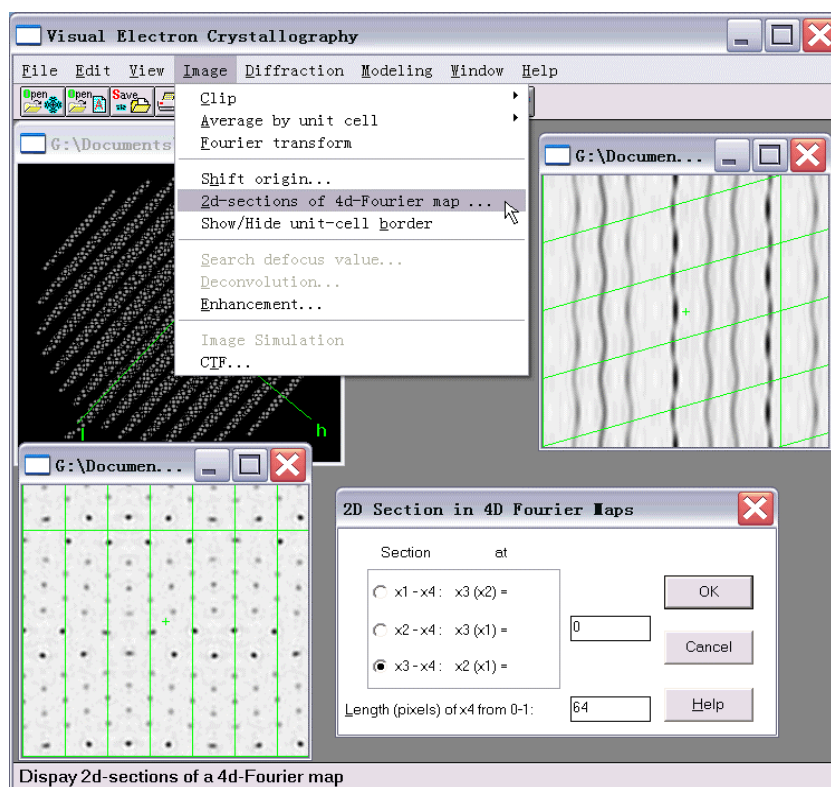 Visual Electron Crystallography
File Edit View Image Diffraction Modeling Window Help
Open Open Save
Clip
Average by unit cell
Fourier transform
Shift origin...
2d-sections of 4d-Fourier map ...
Show/Hide unit-cell border
Search defocus value...
Deconvolution...
Enhancement...
Image Simulation
CTF...
G:\Documents
h
G:\Documen...
G:\Documen...
2D Section in 4D Fourier Maps
Section at
x1 - x4 : x3 (x2) =
x2 - x4 : x3 (x1) =
x3 - x4 : x2 (x1) =
0
Length (pixels) of x4 from 0-1: 64
OK
Cancel
Help
Dispay 2d-sections of a 4d-Fourier map